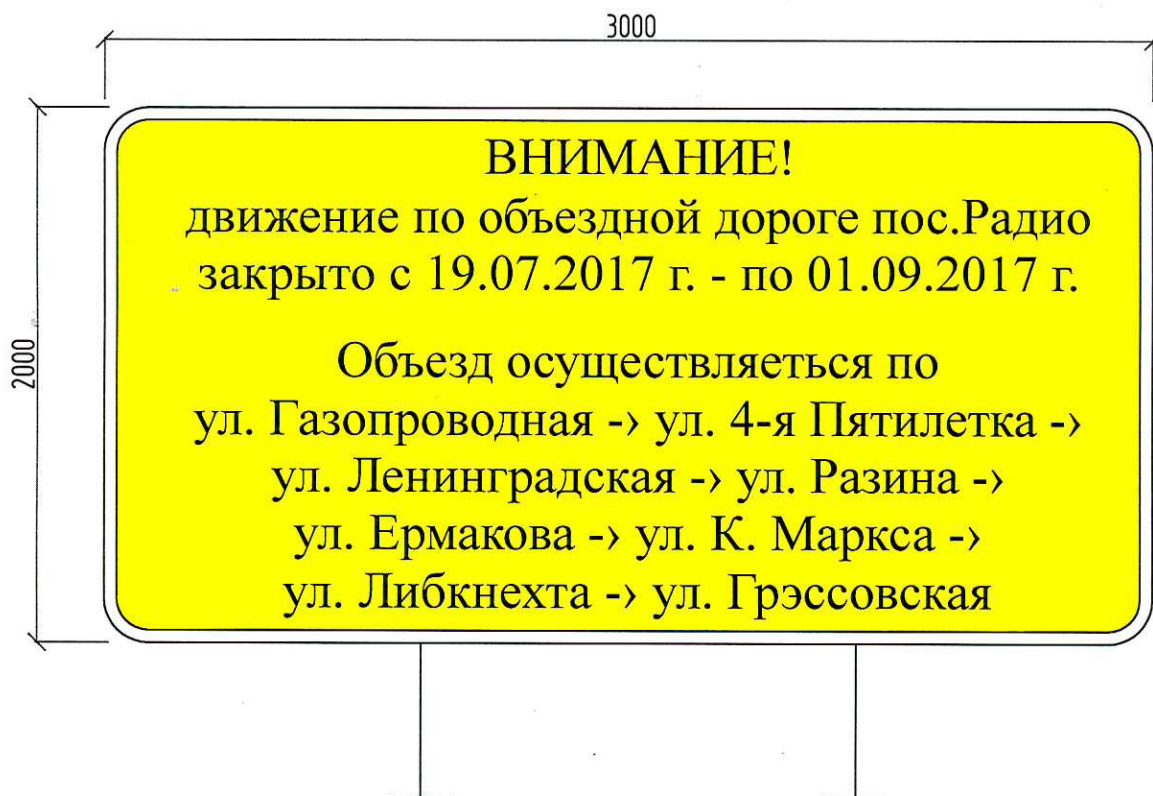 3000
2000
ВНИМАНИЕ!
движение по объездной дороге пос.Радио
закрыто с 19.07.2017 г. - по 01.09.2017 г.
Объезд осуществляеться по
ул. Газопроводная -› ул. 4-я Пятилетка -›
ул. Ленинградская -› ул. Разина -›
ул. Ермакова -› ул. К. Маркса -›
ул. Либкнехта -› ул. Грэссовская